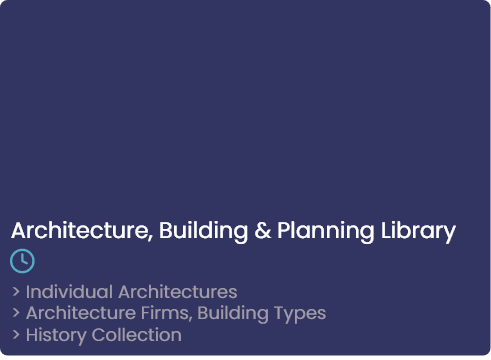 Architecture, Building & Planning Library
> Individual Architectures
> Architecture Firms, Building Types
> History Collection